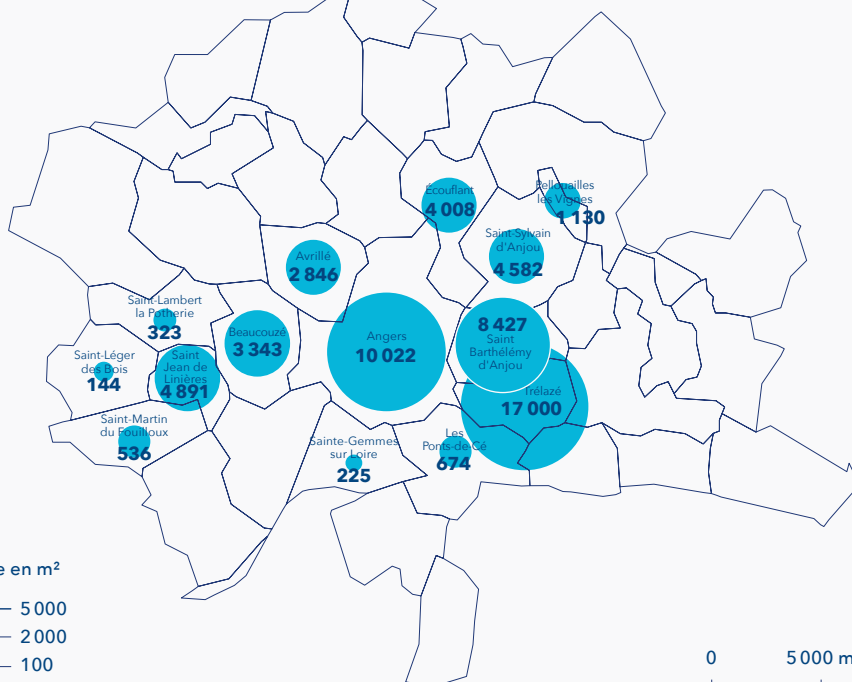 Écouflant
4 008
Pellouailles
les Vignes
1 130
Saint-Sylvain
d'Anjou
4 582
Avrillé
2 846
Saint-Lambert
la Potherie
323
Beaucouzé
3 343
Angers
10 022
8 427
Saint
Barthélémy
d'Anjou
Saint-Léger
des Bois
144
Saint
Jean de
Linières
4 891
Trélazé
17 000
Saint-Martin
du Fouilloux
536
Sainte-Gemmes
sur Loire
225
Les
Ponts-de-Cé
674
e en m²
5 000
2 000
100
0
5 000 m